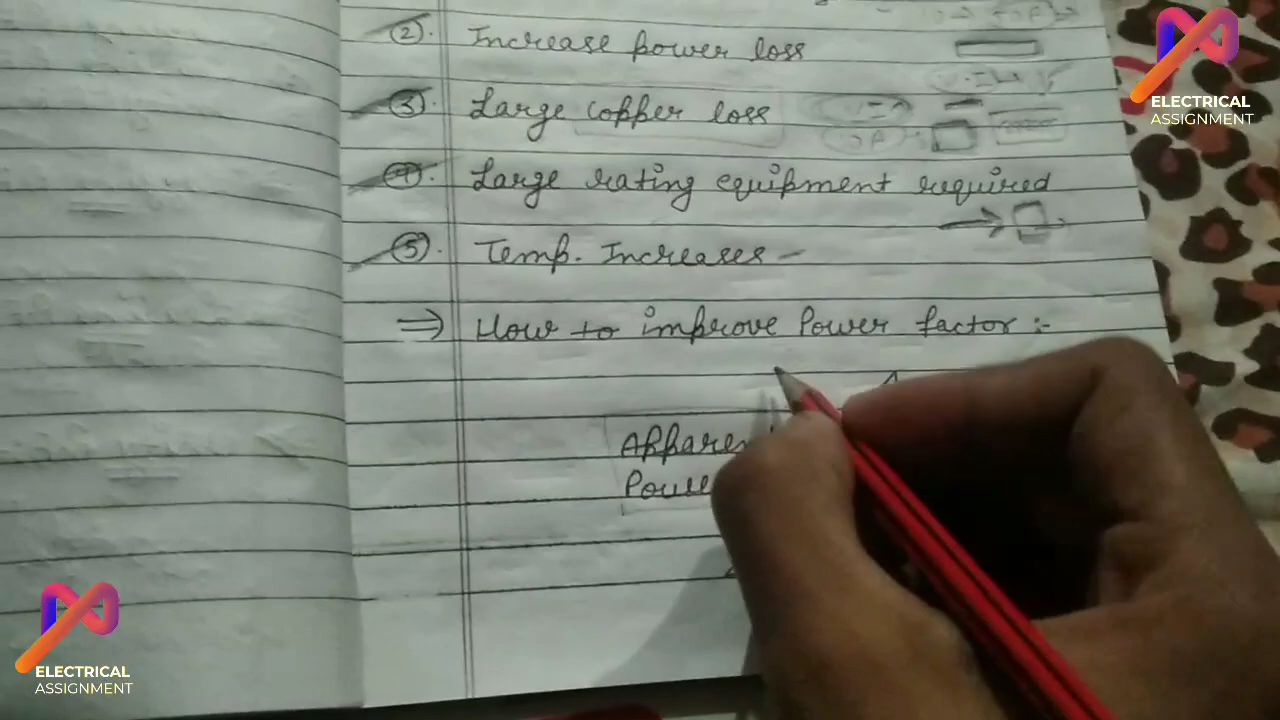 ② Increase power loss
③ Large copper loss
④ Large rating equipment required
⑤ Temp. Increases -
⇒ How to improve Power factor :-
ELECTRICAL
ASSIGNMENT
ELECTRICAL
ASSIGNMENT